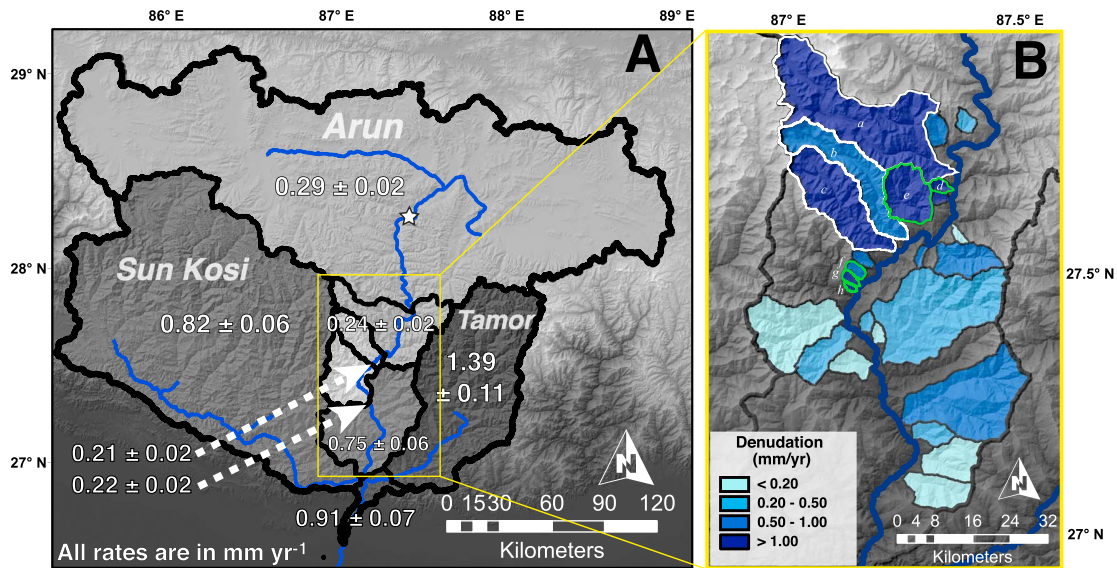 86° E
87° E
88° E
89° E
29° N
28° N
27° N
A
Arun
0.29 ± 0.02
Sun Kosi
0.82 ± 0.06
0.24 ± 0.02
Tamor
1.39
± 0.11
0.75 ± 0.06
0.21 ± 0.02
0.22 ± 0.02
0.91 ± 0.07
N
0 15 30 60 90 120
Kilometers
All rates are in mm yr-1
87° E
87.5° E
B
a
b
c
d
e
f
g
h
27.5° N
27° N
Denudation
(mm/yr)
< 0.20
0.20 - 0.50
0.50 - 1.00
> 1.00
N
0 4 8 16 24 32
Kilometers